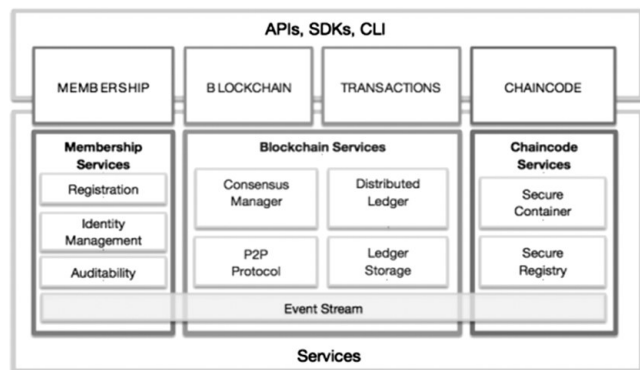 APIs, SDKs, CLI
MEMBERSHIP
BLOCKCHAIN
TRANSACTIONS
CHAINCODE
Membership
Services
Registration
Identity
Management
Auditability
Blockchain Services
Consensus
Manager
Distributed
Ledger
P2P
Protocol
Ledger
Storage
Chaincode
Services
Secure
Container
Secure
Registry
Event Stream
Services